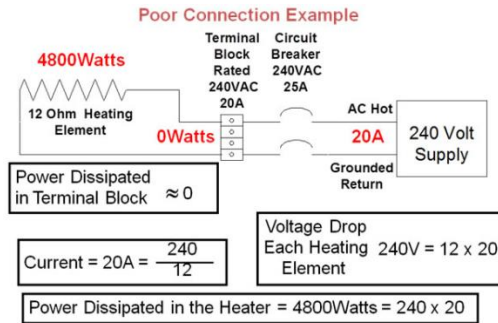 Poor Connection Example
4800Watts
Terminal
Block
Rated
240VAC
20A
Circuit
Breaker
240VAC
25A
12 Ohm Heating
Element
0Watts
AC Hot
20A
Grounded
Return
240 Volt
Supply
Power Dissipated
in Terminal Block ≈ 0
Current = 20A = 240
12
Voltage Drop
Each Heating 240V = 12 x 20
Element
Power Dissipated in the Heater = 4800Watts = 240 x 20